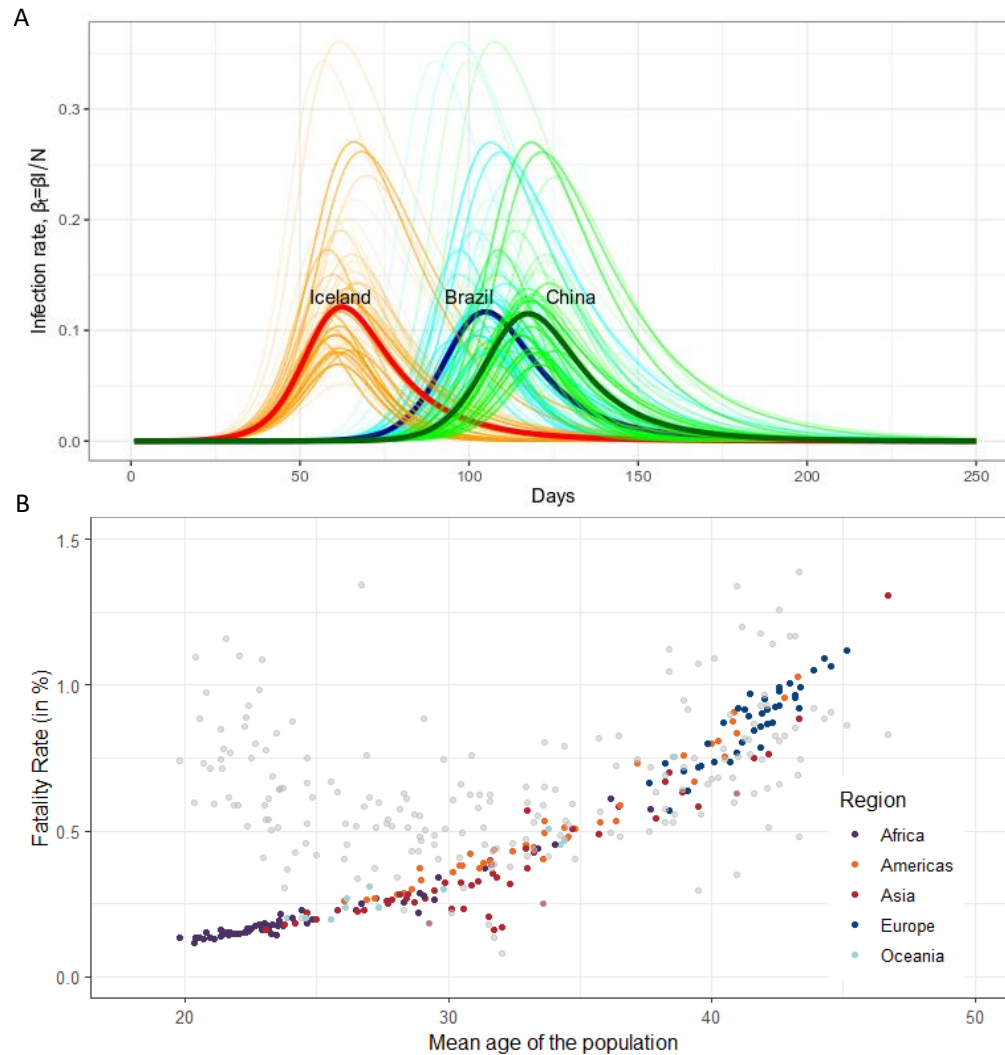 A
Infection rate, βt=βI/N
0.3
0.2
0.1
0.0
Iceland
Brazil
China
0
50
100
150
200
250
Days
B
Fatality Rate (in %)
1.5
1.0
0.5
0.0
Region
Africa
Americas
Asia
Europe
Oceania
20
30
40
50
Mean age of the population